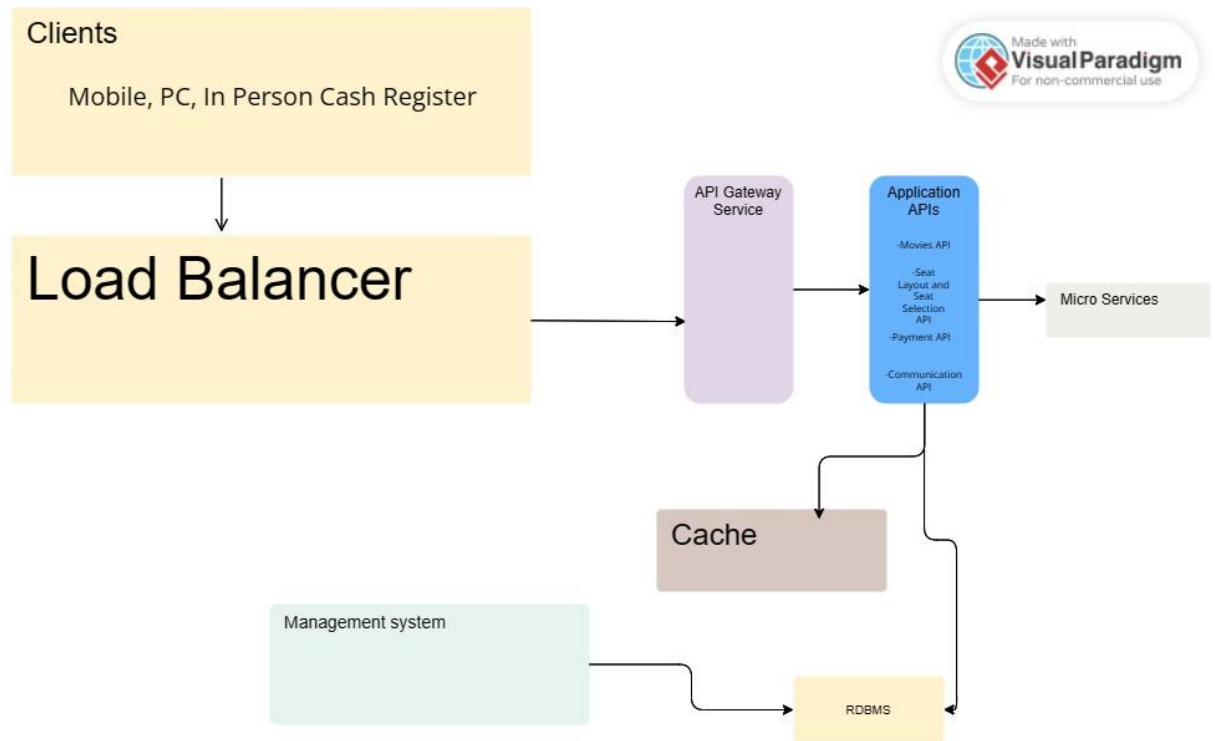 Clients
Mobile, PC, In Person Cash Register
Made with
Visual Paradigm
For non-commercial use
Load Balancer
API Gateway
Service
Application
APIs
-Movies API
-Seat
Layout and
Seat
Selection
API
-Payment API
-Communication
API
Micro Services
Cache
Management system
RDBMS